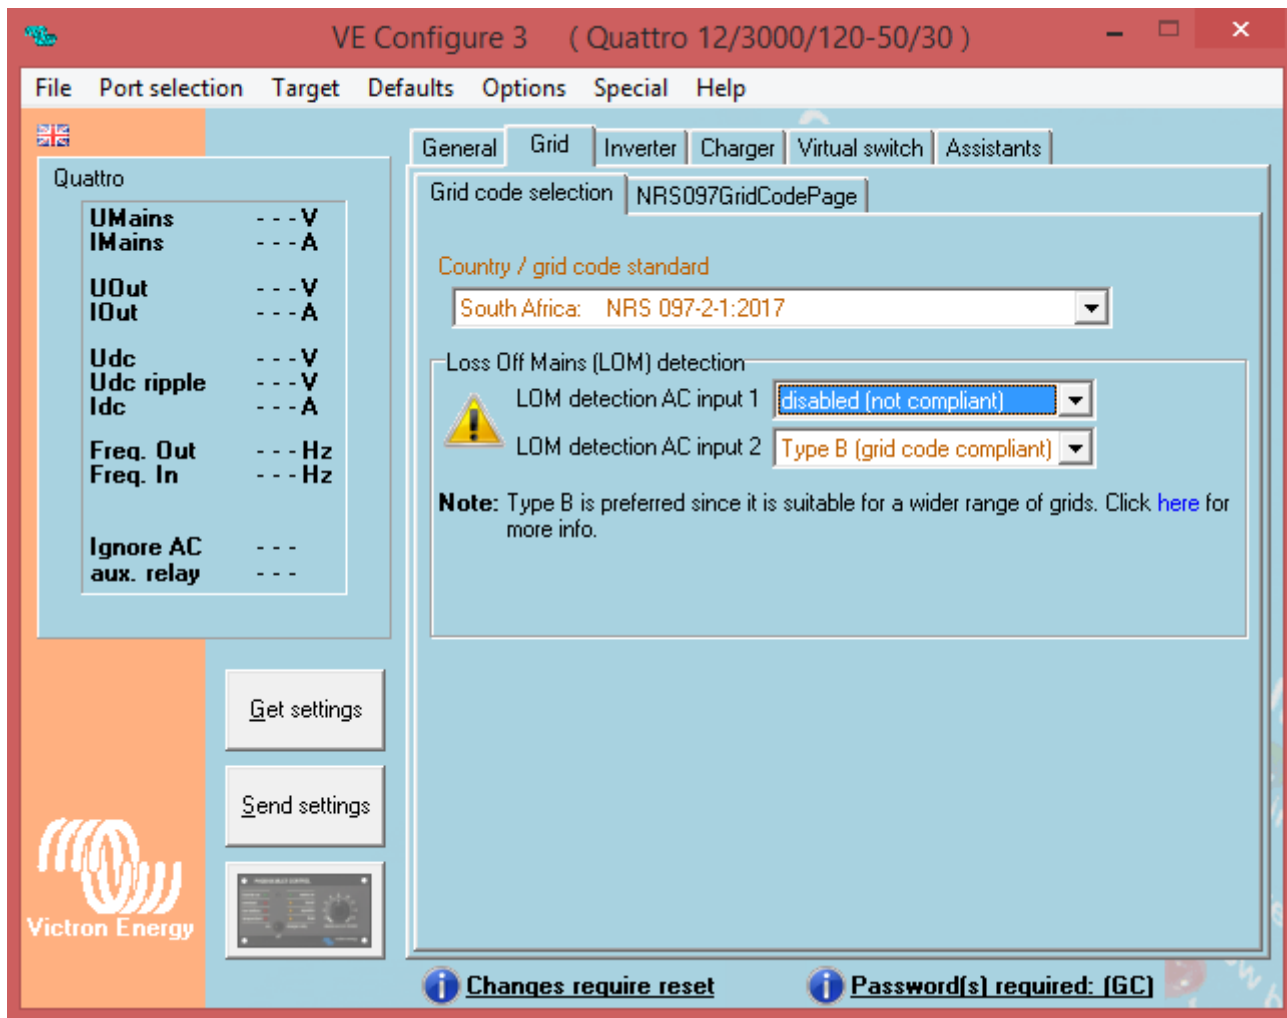 VE Configure 3 ( Quattro 12/3000/120-50/30 )
File Port selection Target Defaults Options Special Help
General Grid Inverter Charger Virtual switch Assistants
Grid code selection NRS097GridCodePage
Quattro
UMains - - - V
IMains - - - A
UOut - - - V
IOut - - - A
Udc - - - V
Udc ripple - - - V
Idc - - - A
Freq. Out - - - Hz
Freq. In - - - Hz
Ignore AC - - -
aux. relay - - -
Country / grid code standard
South Africa: NRS 097-2-1:2017
Loss Off Mains (LOM) detection
LOM detection AC input 1 disabled (not compliant)
LOM detection AC input 2 Type B (grid code compliant)
Note: Type B is preferred since it is suitable for a wider range of grids. Click here for
more info.
Get settings
Send settings
Victron Energy
Changes require reset
Password(s) required: (GC)